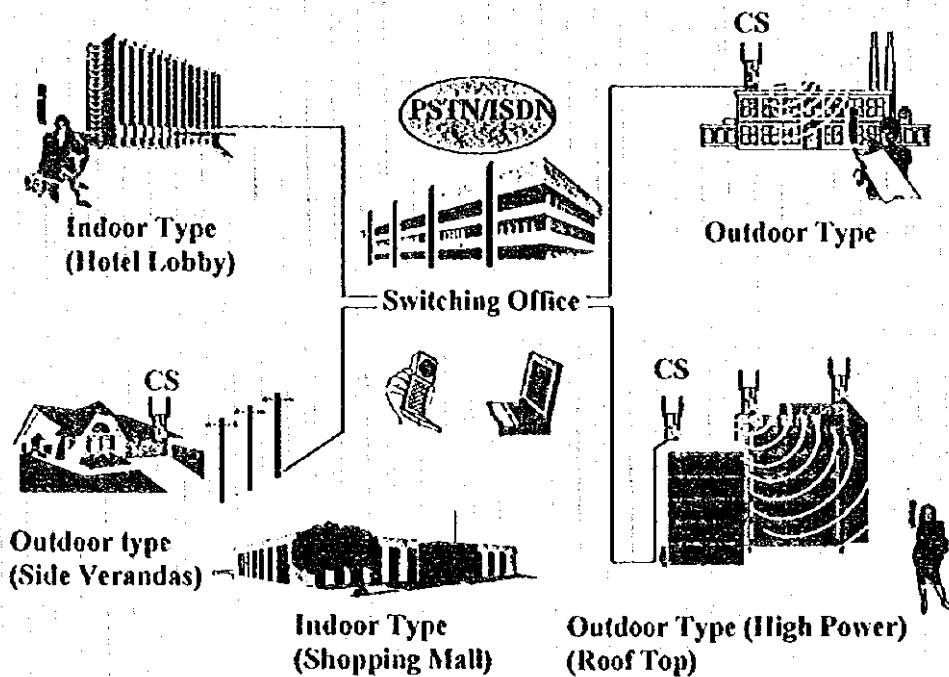 CS
PSTN/ISDN
Indoor Type
(Hotel Lobby)
Outdoor Type
Switching Office
CS
CS
Outdoor type
(Side Verandas)
Indoor Type
(Shopping Mall)
Outdoor Type (High Power)
(Roof Top)